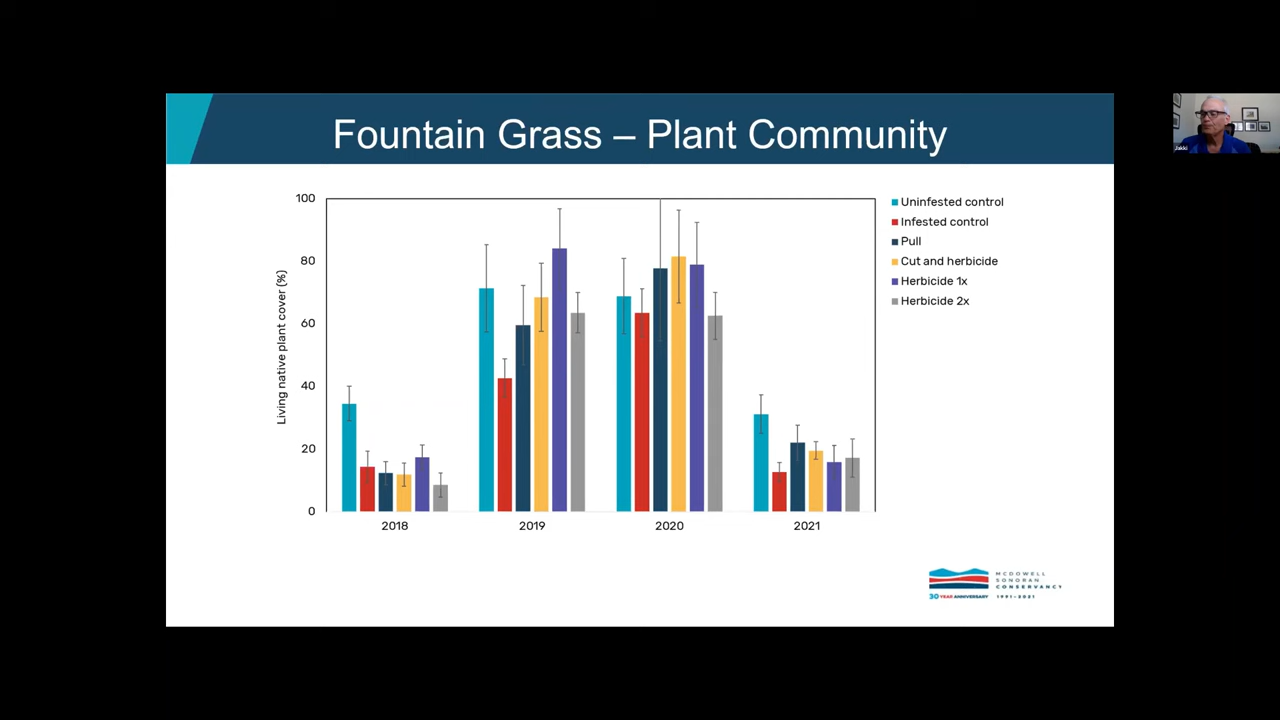 Fountain Grass – Plant Community
Living native plant cover (%)
100
80
60
40
20
0
2018
2019
2020
2021
Uninfested control
Infested control
Pull
Cut and herbicide
Herbicide 1x
Herbicide 2x
MCDOWELL
SONORAN
CONSERVANCY
30 YEAR ANNIVERSARY 1991–2021
Jakki